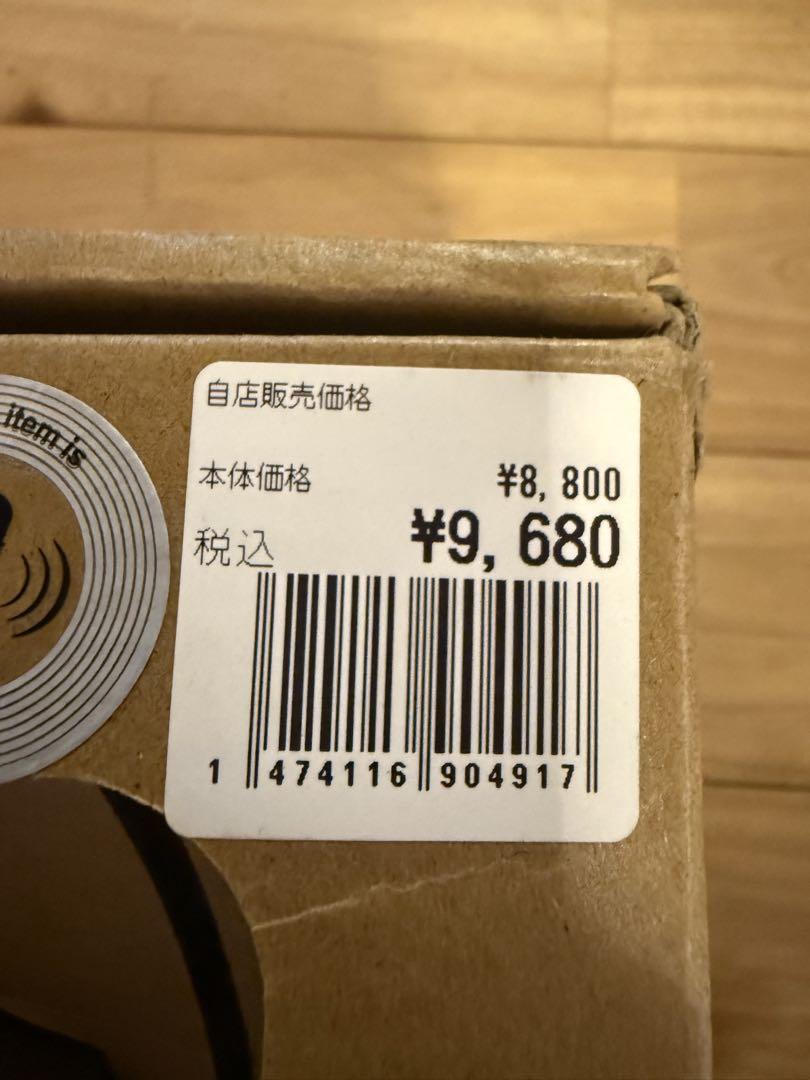 自店販売価格
item is
本体価格 ¥8,800
税込 ¥9,680
1 474116 904917